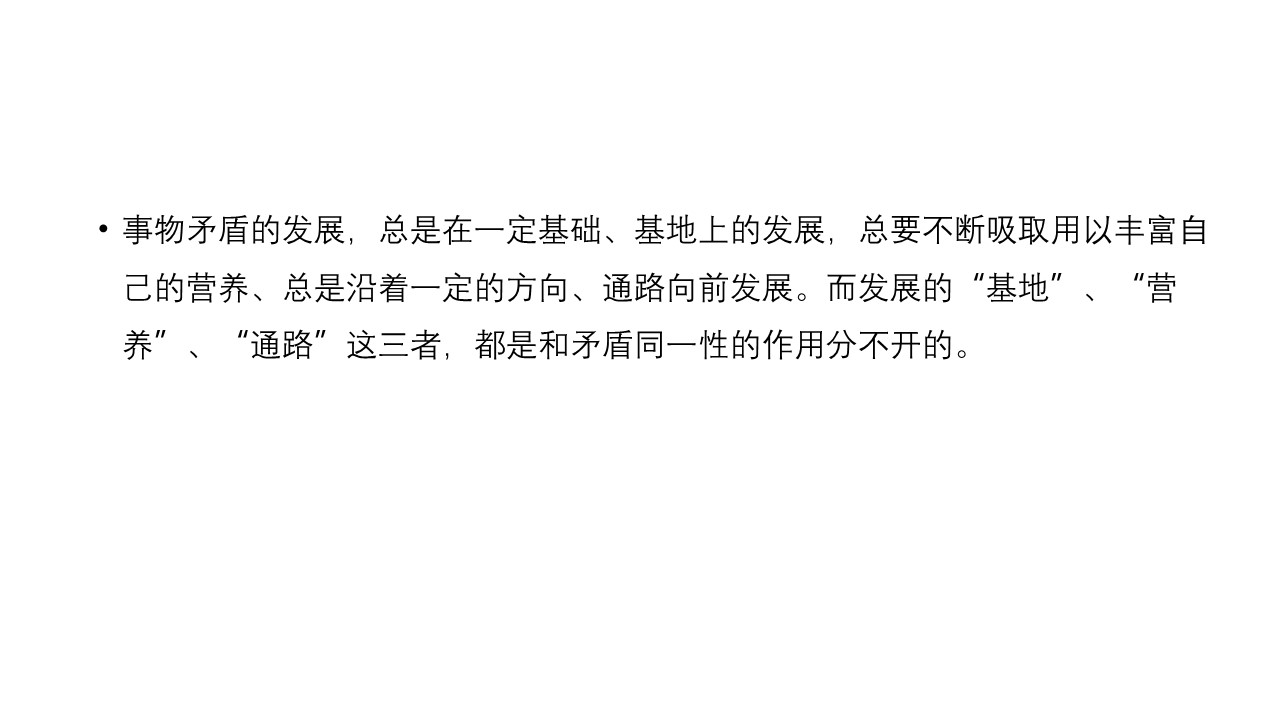 • 事物矛盾的发展，总是在一定基础、基地上的发展，总要不断吸取用以丰富自
己的营养、总是沿着一定的方向、通路向前发展。而发展的“基地”、“营
养”、“通路”这三者，都是和矛盾同一性的作用分不开的。